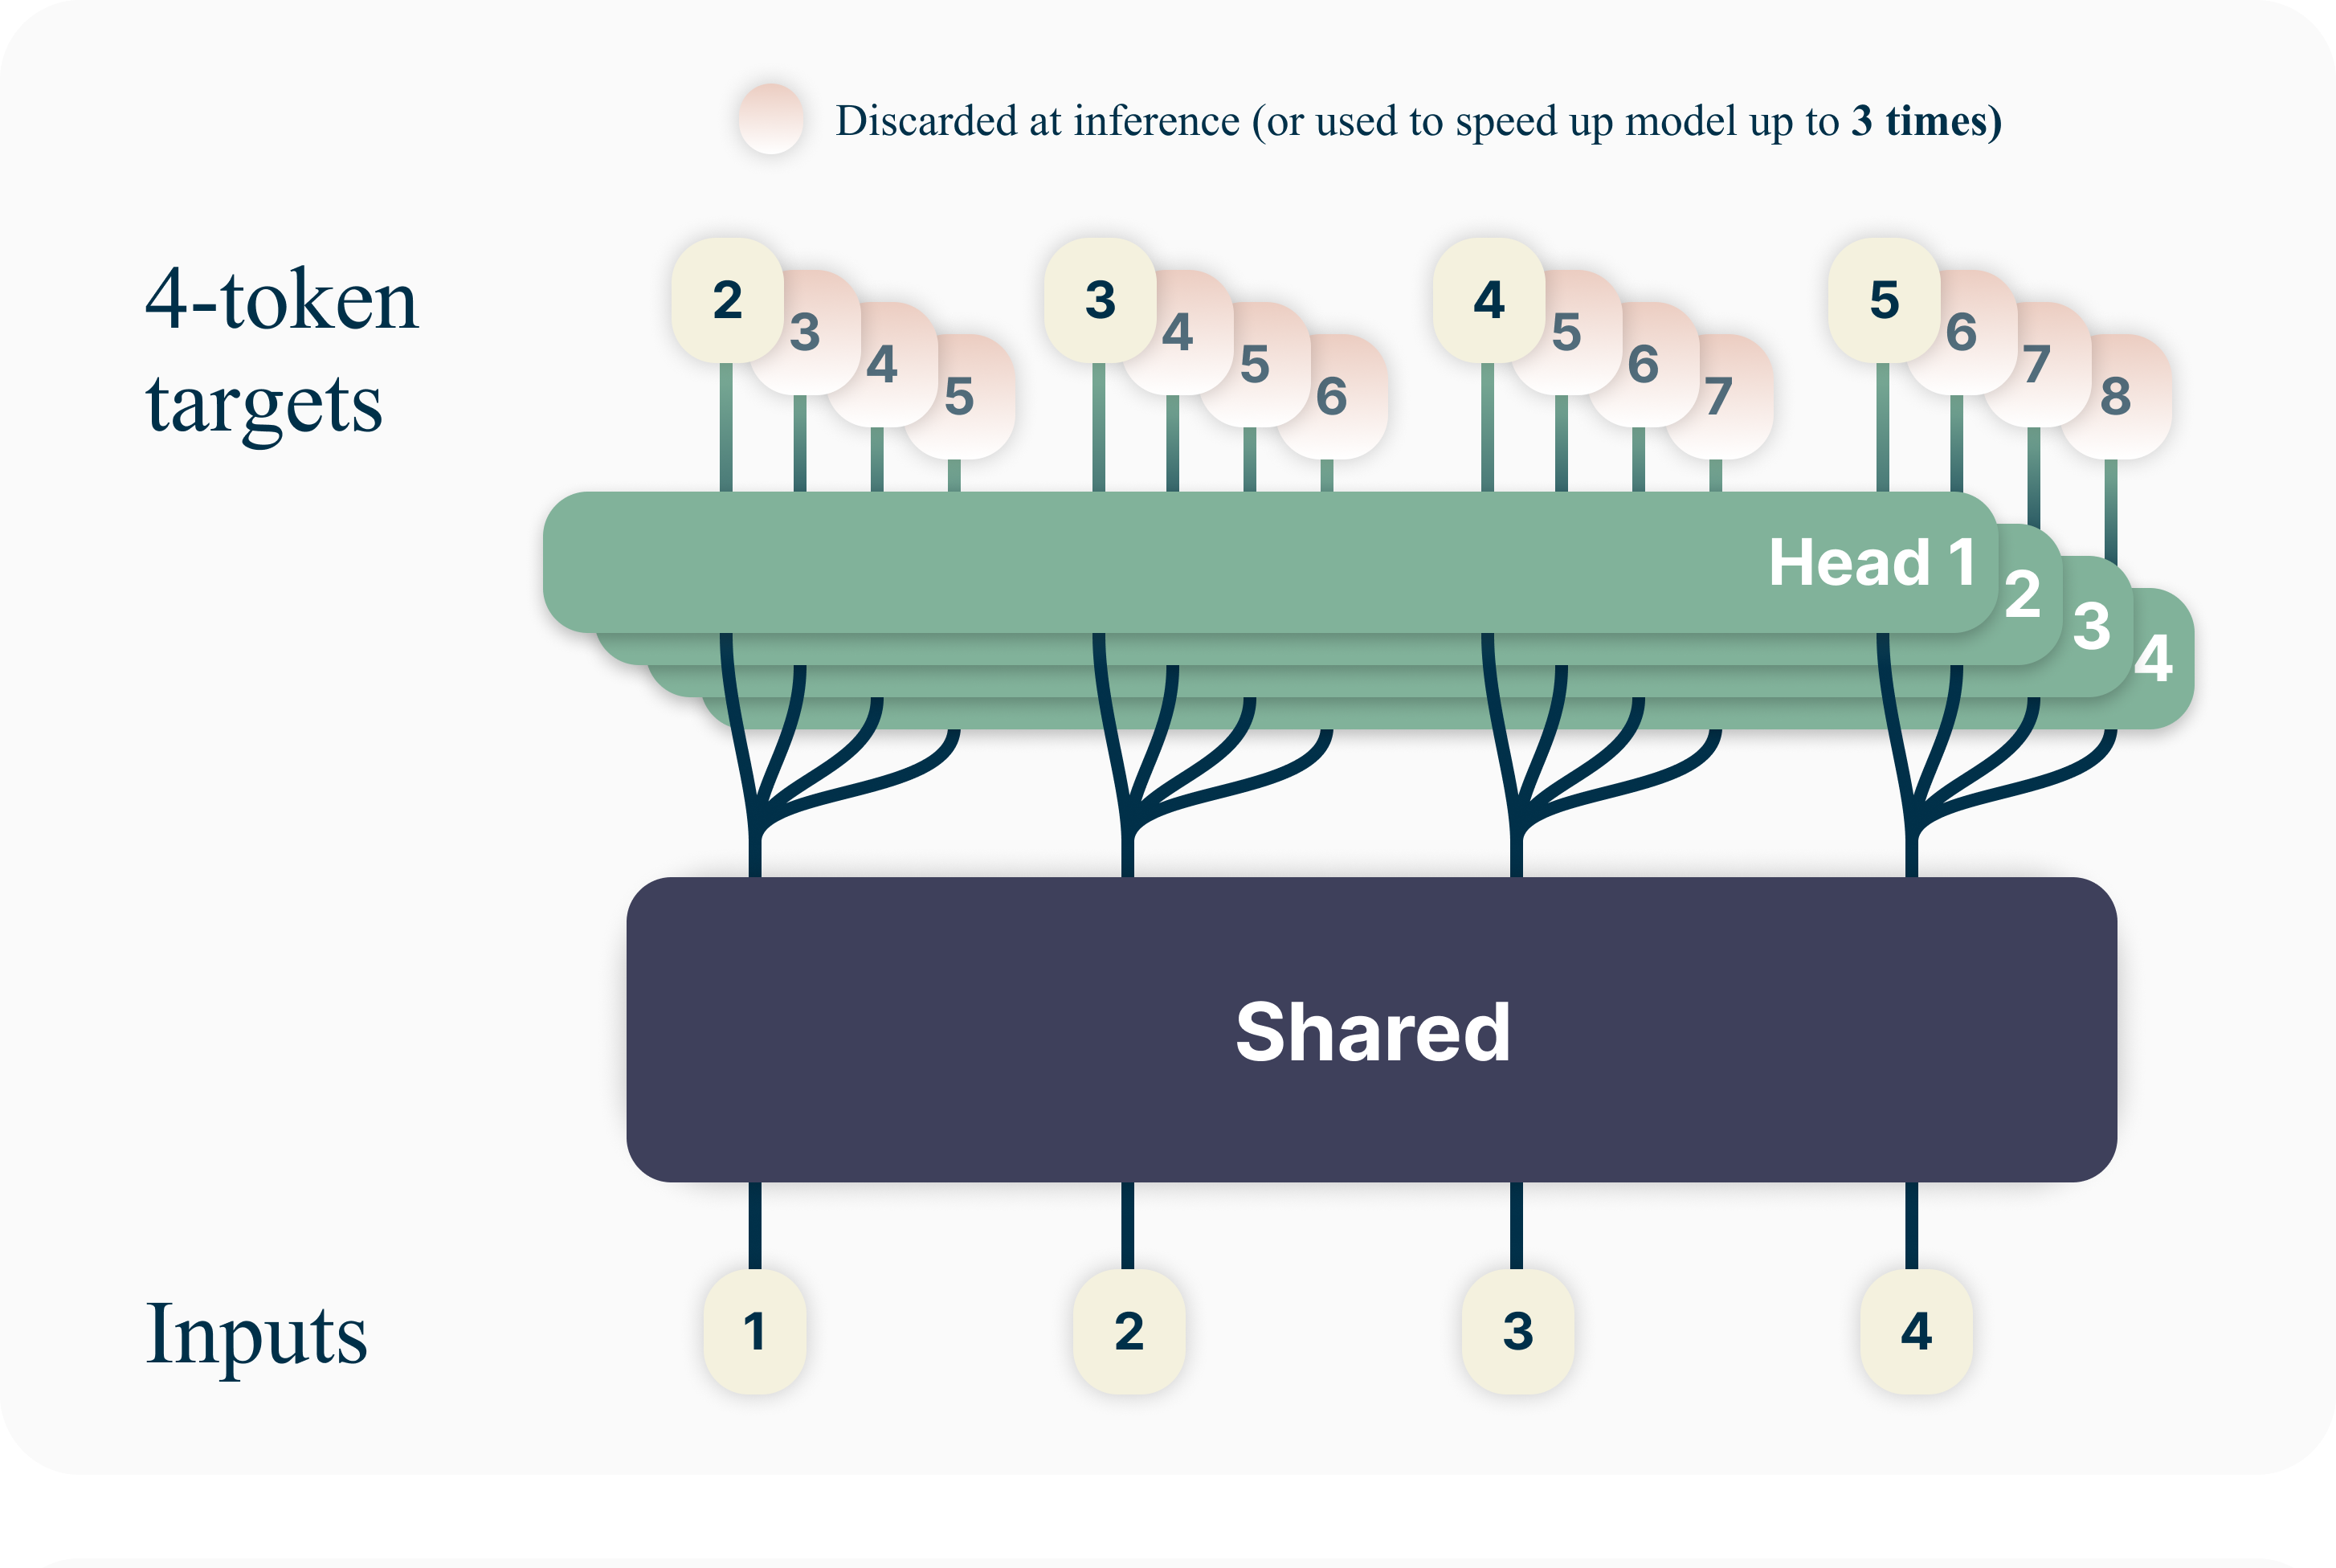 Discarded at inference (or used to speed up model up to 3 times)
4-token
targets
2 3 4 5
3 4 5 6
4 5 6 7
5 6 7 8
Head 1 2 3 4
Shared
Inputs
1 2 3 4